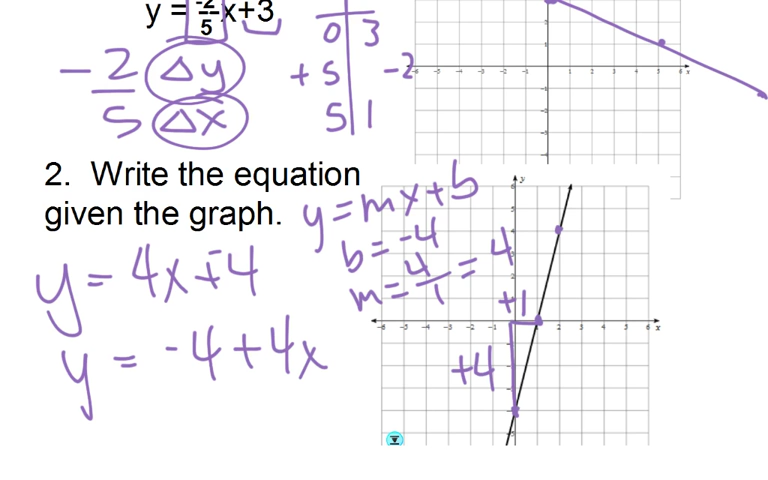 y = -2/5 x+3
0 | 3
-2/5 Δy Δx
+5 -2
5 | 1
2. Write the equation
given the graph.
y=mx+b
b=-4
m=4/1=4
y=4x+-4
y=-4+4x
+1
+4
y
x